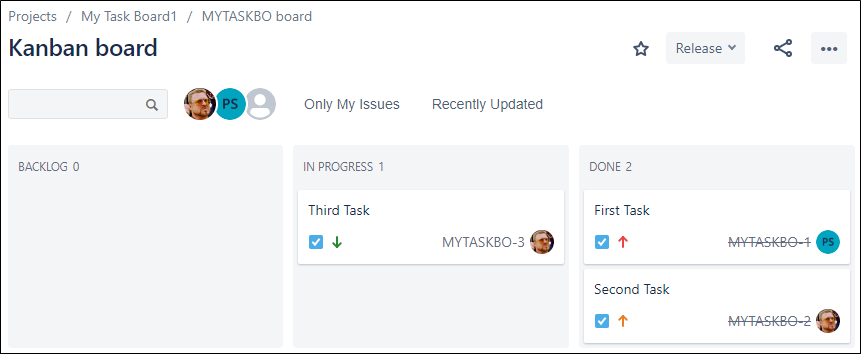 Projects / My Task Board1 / MYTASKBO board
Kanban board
Release
PS
Only My Issues
Recently Updated
BACKLOG 0
IN PROGRESS 1
DONE 2
Third Task
MYTASKBO-3
First Task
MYTASKBO-1 PS
Second Task
MYTASKBO-2